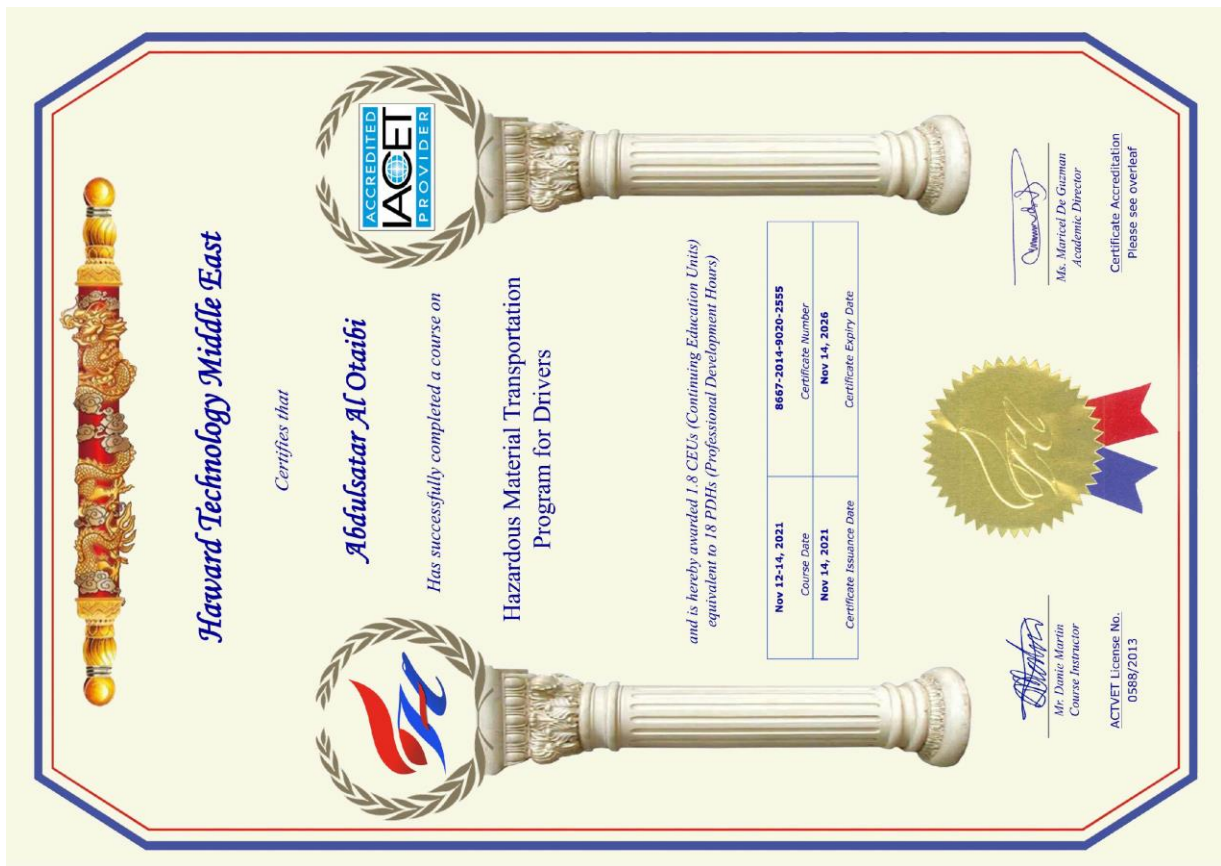 Haward Technology Middle East
Certifies that
Abdulsatar Al Otaibi
Has successfully completed a course on
ACCREDITED
IACET
PROVIDER
Hazardous Material Transportation
Program for Drivers
and is hereby awarded 1.8 CEUs (Continuing Education Units)
equivalent to 18 PDHs (Professional Development Hours)
Nov 12-14, 2021
8667-2014-9020-2555
Course Date
Certificate Number
Nov 14, 2021
Nov 14, 2026
Certificate Issuance Date
Certificate Expiry Date
Mr. Danie Martin
Course Instructor
ACTVET License No.
0588/2013
Ms. Maricel De Guzman
Academic Director
Certificate Accreditation
Please see overleaf